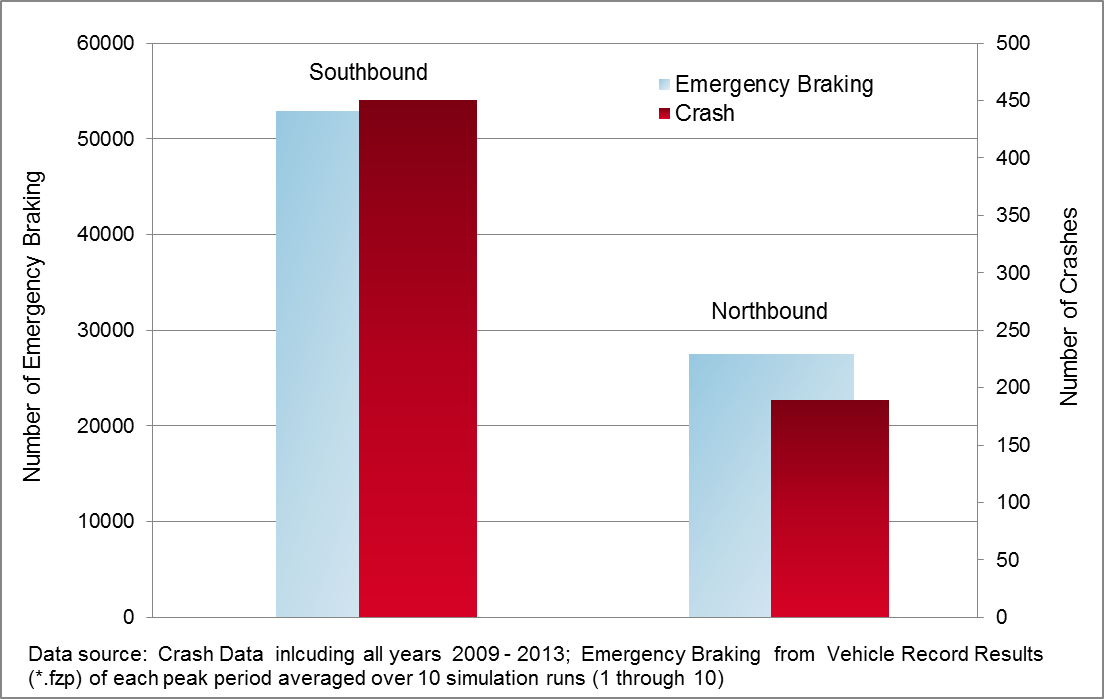 60000
50000
40000
30000
20000
10000
0
Number of Emergency Braking
Southbound
Northbound
Emergency Braking
Crash
500
450
400
350
300
250
200
150
100
50
0
Number of Crashes
Data source: Crash Data inlcuding all years 2009 - 2013; Emergency Braking from Vehicle Record Results
(*.fzp) of each peak period averaged over 10 simulation runs (1 through 10)